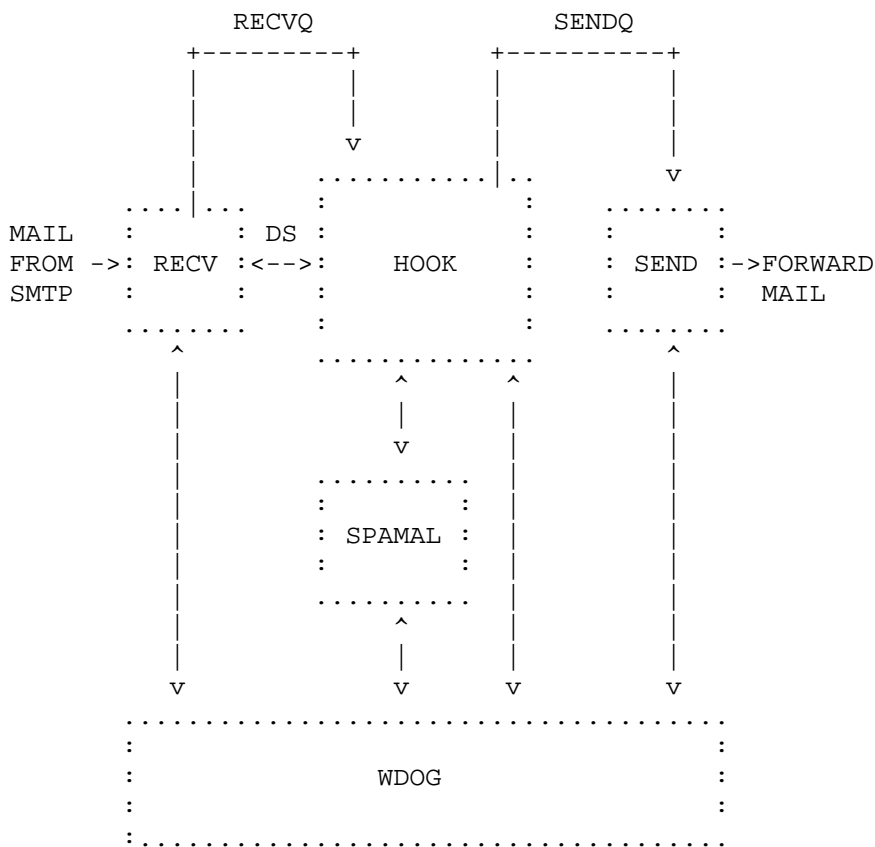 RECVQ SENDQ
MAIL DS
FROM -> RECV <--> HOOK SEND ->FORWARD
SMTP MAIL
SPAMAL
WDOG